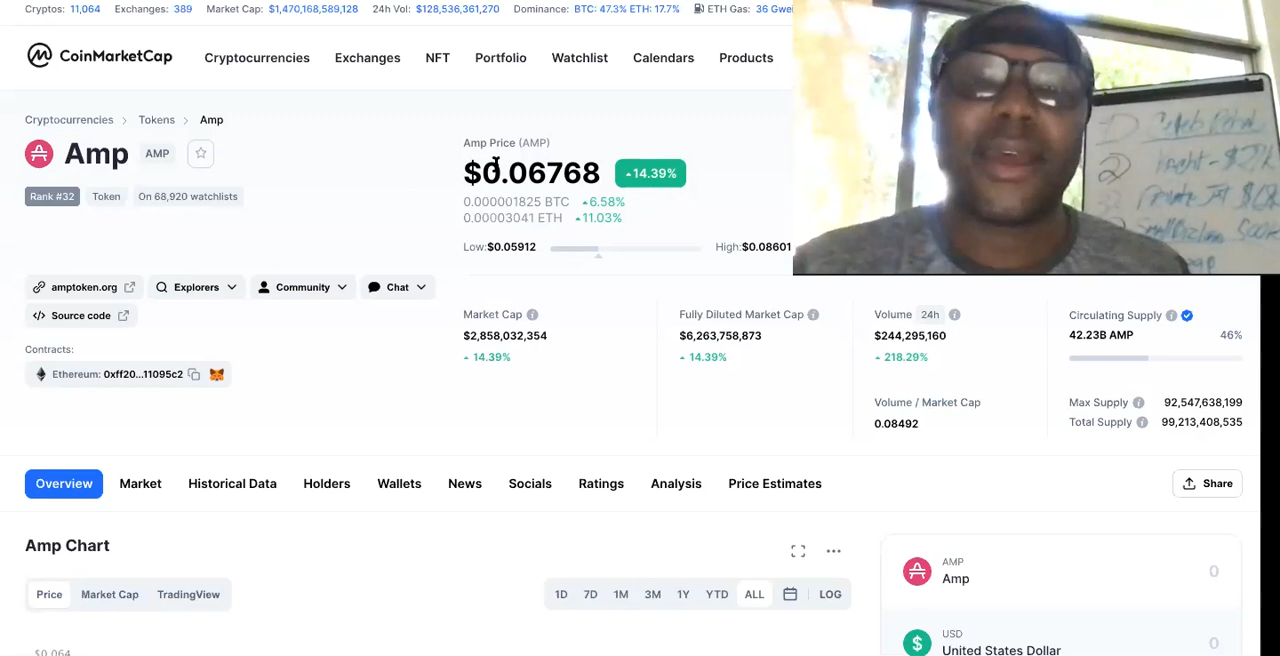 Cryptos: 11,064 Exchanges: 389 Market Cap: $1,470,168,589,128 24h Vol: $128,536,361,270 Dominance: BTC: 47.3% ETH: 17.7% ETH Gas: 36 Gwei
CoinMarketCap Cryptocurrencies Exchanges NFT Portfolio Watchlist Calendars Products
Cryptocurrencies Tokens Amp
Amp AMP
Rank #32 Token On 68,920 watchlists
Amp Price (AMP)
$0.06768 14.39%
0.000001825 BTC 6.58%
0.00003041 ETH 11.03%
Low:$0.05912 High:$0.08601
amptoken.org Explorers Community Chat
Source code
Contracts:
Ethereum: 0xff20...11095c2
Market Cap
$2,858,032,354
14.39%
Fully Diluted Market Cap
$6,263,758,873
14.39%
Volume 24h
$244,295,160
218.29%
Volume / Market Cap
0.08492
Circulating Supply
42.23B AMP 46%
Max Supply 92,547,638,199
Total Supply 99,213,408,535
Overview Market Historical Data Holders Wallets News Socials Ratings Analysis Price Estimates Share
Amp Chart
Price Market Cap TradingView 1D 7D 1M 3M 1Y YTD ALL LOG
$0.064
AMP
Amp 0
USD
United States Dollar 0